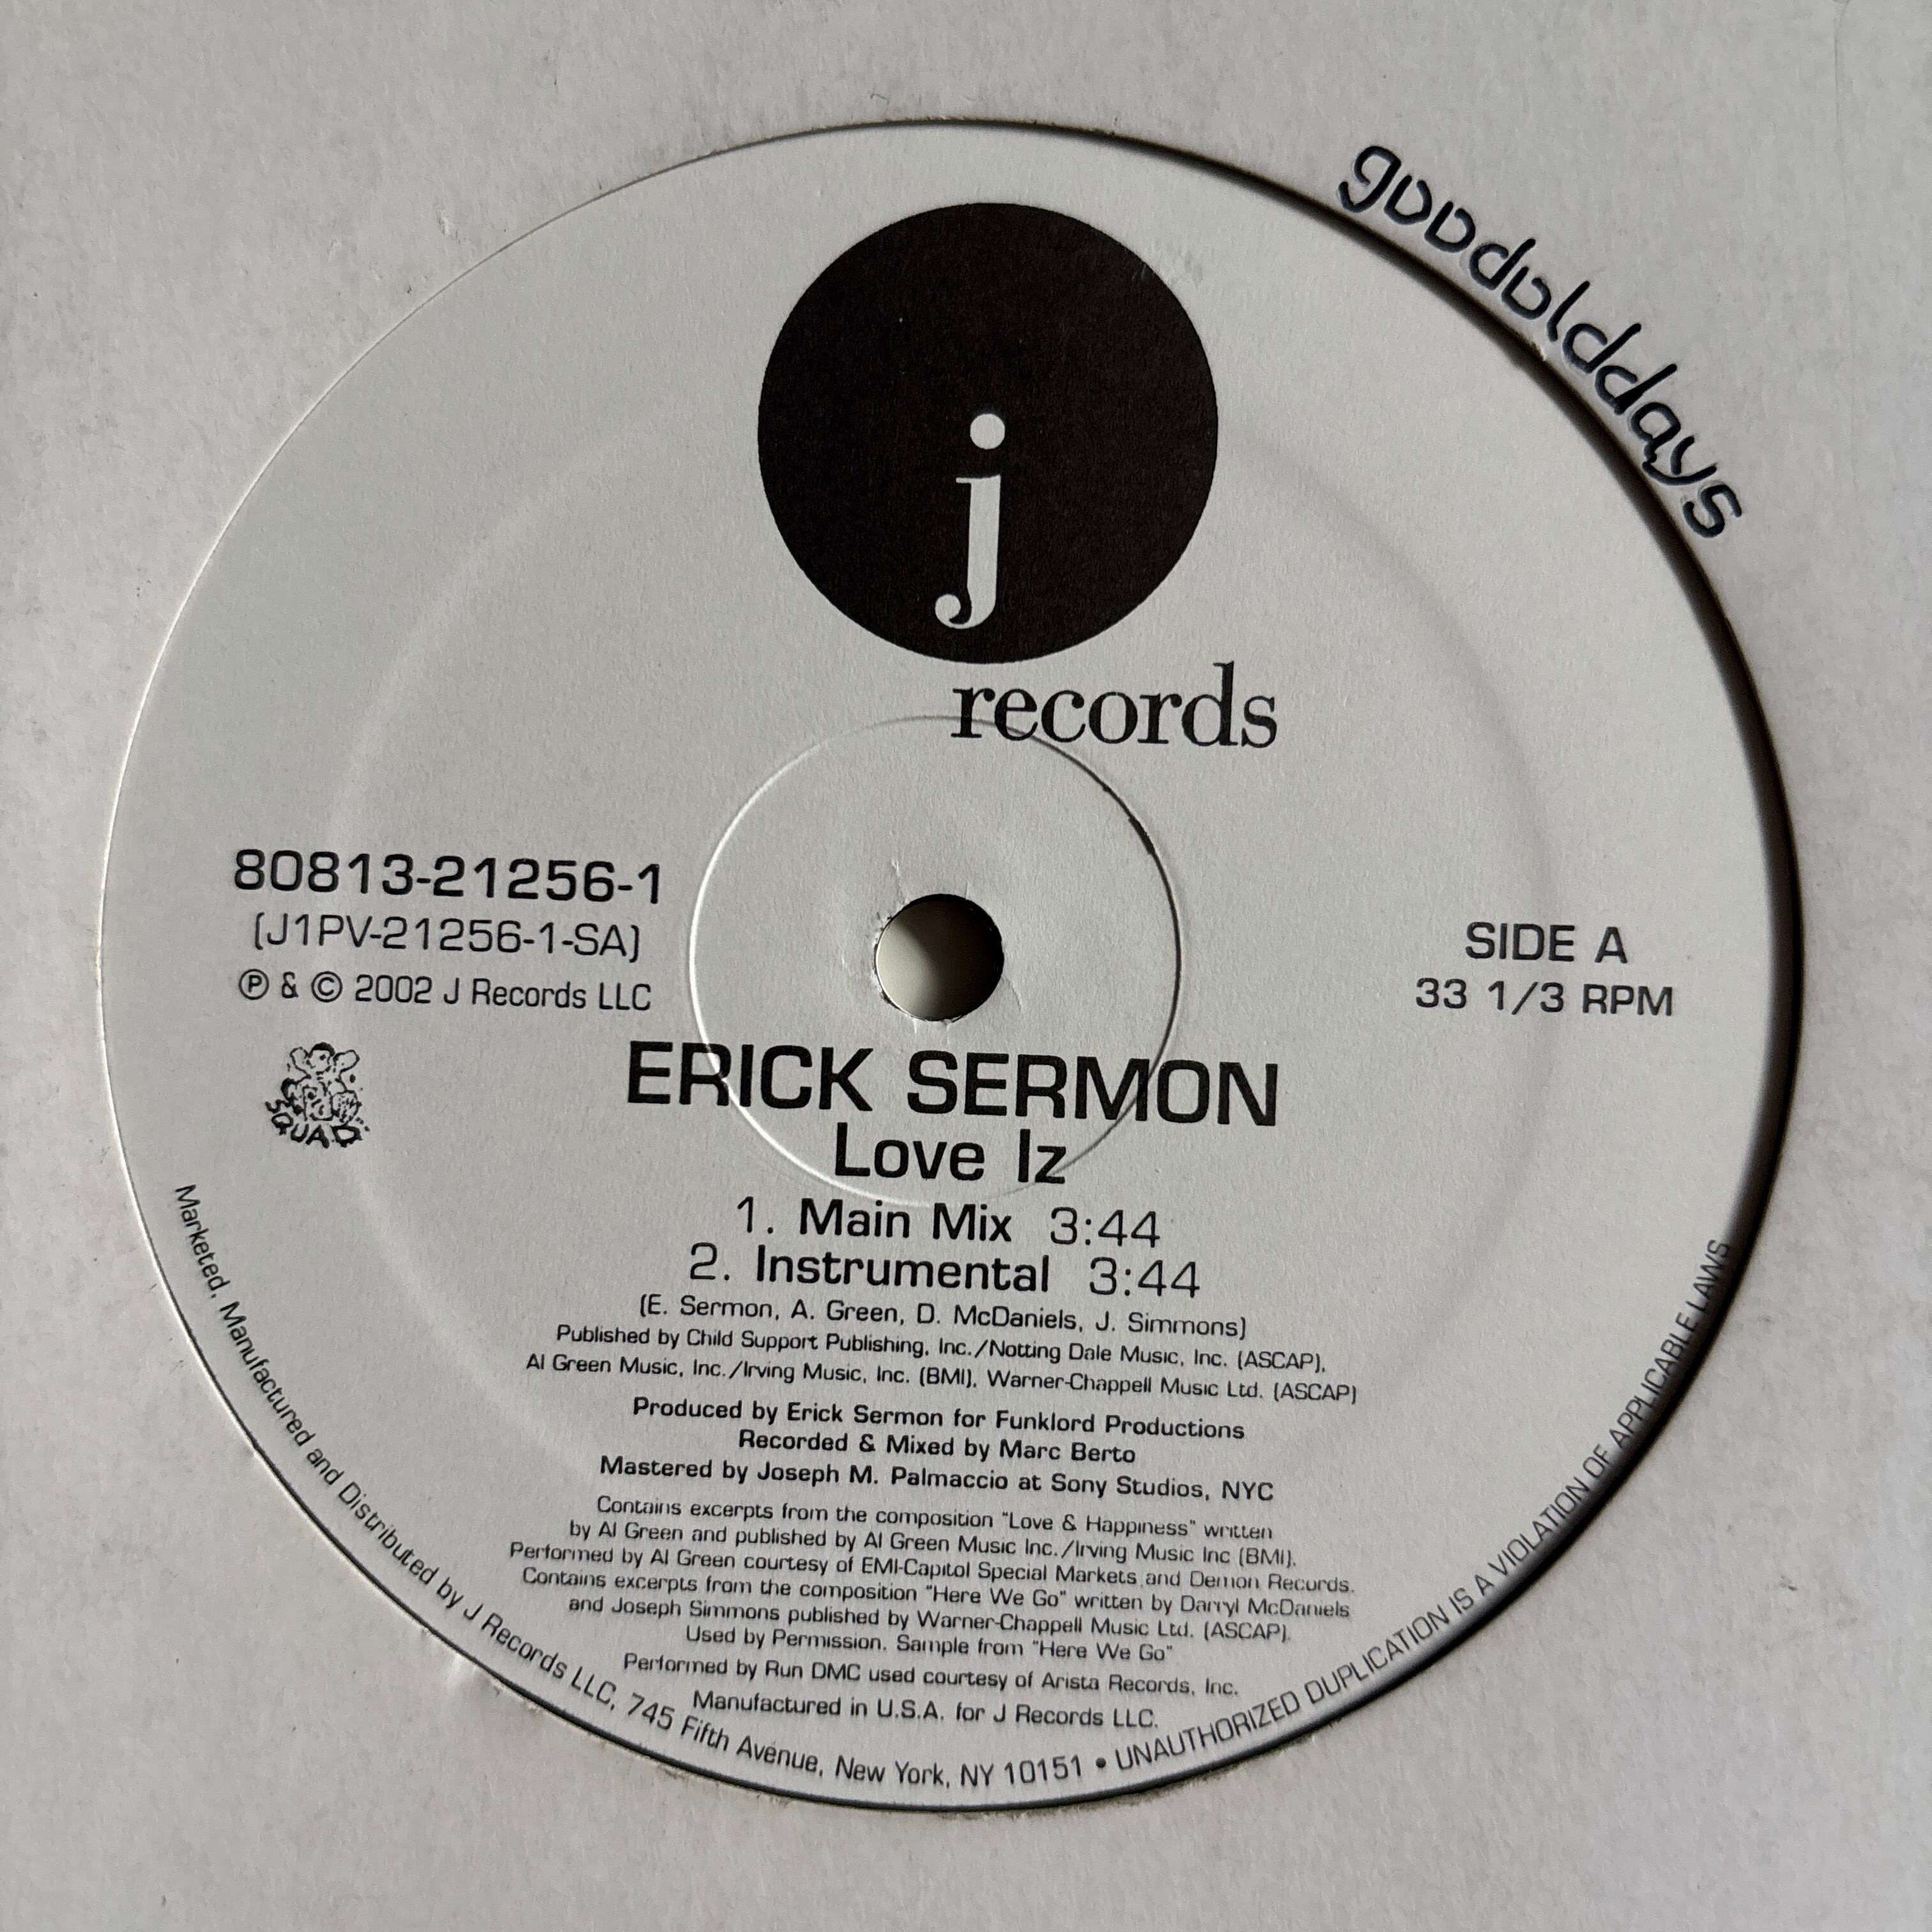 goodolddays
j
records
80813-21256-1
(J1PV-21256-1-SA)
℗ & © 2002 J Records LLC
SIDE A
33 1/3 RPM
SQUAD
ERICK SERMON
Love Iz
1. Main Mix 3:44
2. Instrumental 3:44
(E. Sermon, A. Green, D. McDaniels, J. Simmons)
Published by Child Support Publishing, Inc./Notting Dale Music, Inc. (ASCAP),
Al Green Music, Inc./Irving Music, Inc. (BMI), Warner-Chappell Music Ltd. (ASCAP)
Produced by Erick Sermon for Funklord Productions
Recorded & Mixed by Marc Berto
Mastered by Joseph M. Palmaccio at Sony Studios, NYC
Contains excerpts from the composition "Love & Happiness" written
by Al Green and published by Al Green Music Inc./Irving Music Inc (BMI).
Performed by Al Green courtesy of EMI-Capitol Special Markets and Demon Records.
Contains excerpts from the composition "Here We Go" written by Darryl McDaniels
and Joseph Simmons published by Warner-Chappell Music Ltd. (ASCAP).
Used by Permission. Sample from "Here We Go"
Performed by Run DMC used courtesy of Arista Records, Inc.
Manufactured in U.S.A. for J Records LLC.
Marketed, Manufactured and Distributed by J Records LLC, 745 Fifth Avenue, New York, NY 10151 • UNAUTHORIZED DUPLICATION IS A VIOLATION OF APPLICABLE LAWS